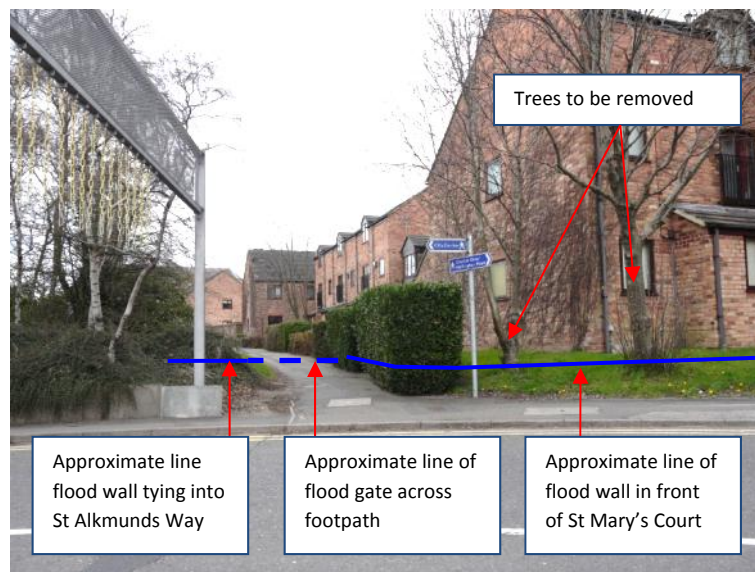 Trees to be removed
Approximate line
flood wall tying into
St Alkmunds Way
Approximate line of
flood gate across
footpath
Approximate line of
flood wall in front
of St Mary's Court